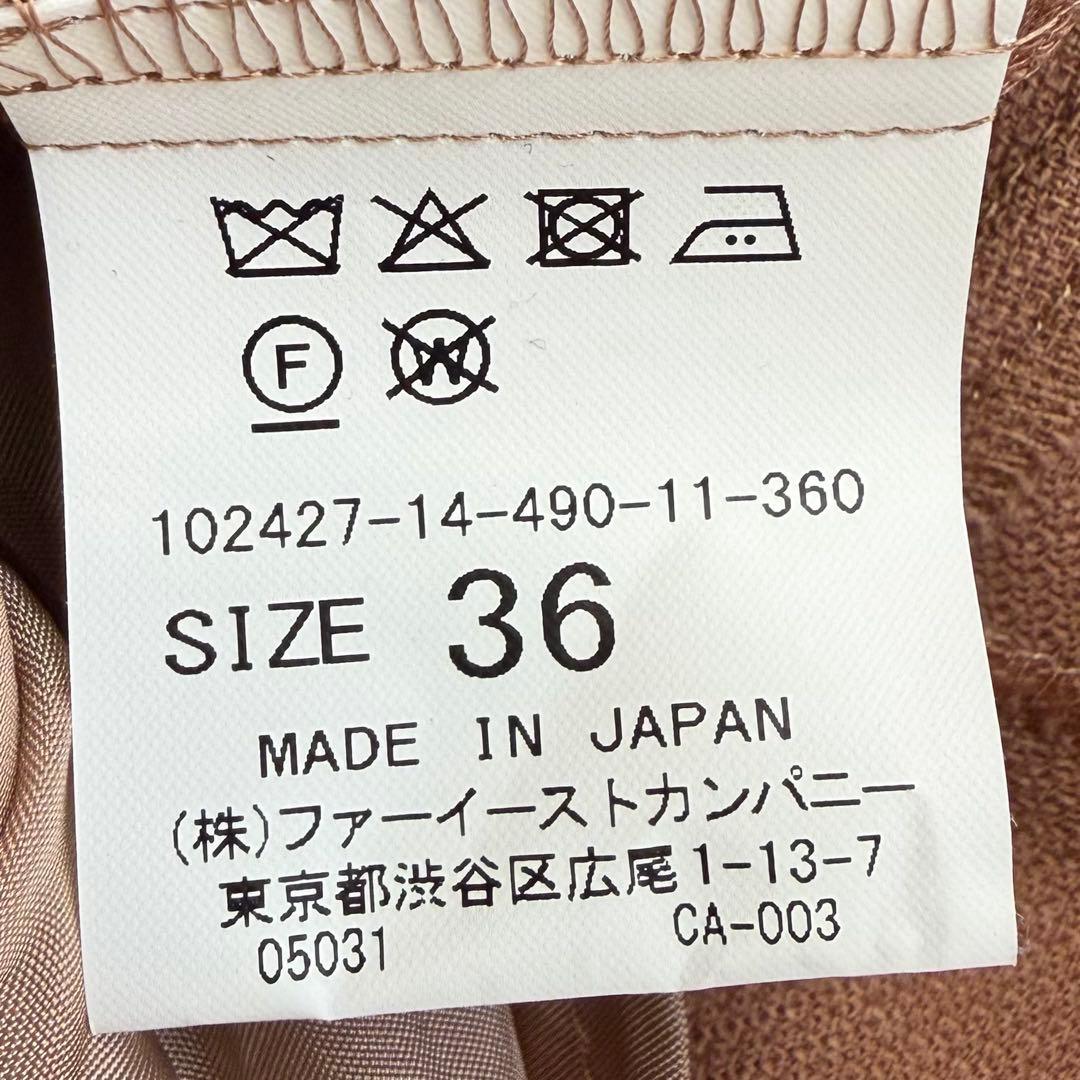 F W
102427-14-490-11-360
SIZE 36
MADE IN JAPAN
(株)ファーイーストカンパニー
東京都渋谷区広尾1-13-7
05031 CA-003